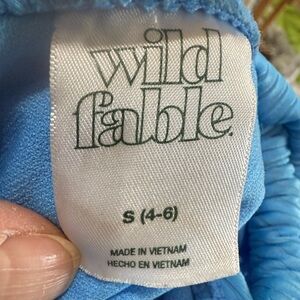 wild
fable.
S (4-6)
MADE IN VIETNAM
HECHO EN VIETNAM